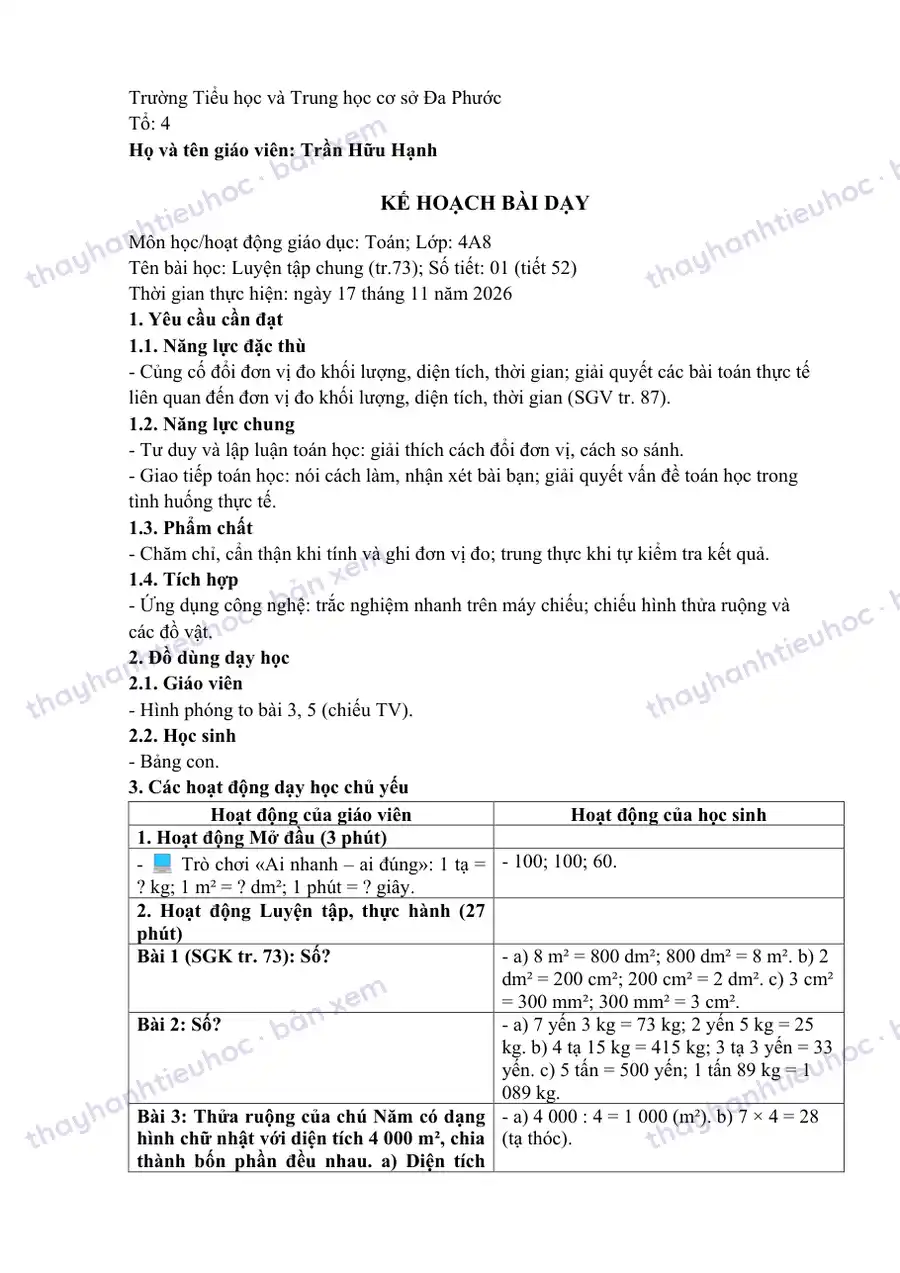 Trường Tiểu học và Trung học cơ sở Đa Phước
Tổ: 4
Họ và tên giáo viên: Trần Hữu Hạnh
KẾ HOẠCH BÀI DẠY
Môn học/hoạt động giáo dục: Toán; Lớp: 4A8
Tên bài học: Luyện tập chung (tr.73); Số tiết: 01 (tiết 52)
Thời gian thực hiện: ngày 17 tháng 11 năm 2026
1. Yêu cầu cần đạt
1.1. Năng lực đặc thù
- Củng cố đổi đơn vị đo khối lượng, diện tích, thời gian; giải quyết các bài toán thực tế
liên quan đến đơn vị đo khối lượng, diện tích, thời gian (SGV tr. 87).
1.2. Năng lực chung
- Tư duy và lập luận toán học: giải thích cách đổi đơn vị, cách so sánh.
- Giao tiếp toán học: nói cách làm, nhận xét bài bạn; giải quyết vấn đề toán học trong
tình huống thực tế.
1.3. Phẩm chất
- Chăm chỉ, cẩn thận khi tính và ghi đơn vị đo; trung thực khi tự kiểm tra kết quả.
1.4. Tích hợp
- Ứng dụng công nghệ: trắc nghiệm nhanh trên máy chiếu; chiếu hình thửa ruộng và
các đồ vật.
2. Đồ dùng dạy học
2.1. Giáo viên
- Hình phóng to bài 3, 5 (chiếu TV).
2.2. Học sinh
- Bảng con.
3. Các hoạt động dạy học chủ yếu
Hoạt động của giáo viên
Hoạt động của học sinh
1. Hoạt động Mở đầu (3 phút)
- Trò chơi «Ai nhanh – ai đúng»: 1 tạ =
? kg; 1 m² = ? dm²; 1 phút = ? giây.
- 100; 100; 60.
2. Hoạt động Luyện tập, thực hành (27
phút)
Bài 1 (SGK tr. 73): Số?
- a) 8 m² = 800 dm²; 800 dm² = 8 m². b) 2
dm² = 200 cm²; 200 cm² = 2 dm². c) 3 cm²
= 300 mm²; 300 mm² = 3 cm².
Bài 2: Số?
- a) 7 yến 3 kg = 73 kg; 2 yến 5 kg = 25
kg. b) 4 tạ 15 kg = 415 kg; 3 tạ 3 yến = 33
yến. c) 5 tấn = 500 yến; 1 tấn 89 kg = 1
089 kg.
Bài 3: Thửa ruộng của chú Năm có dạng
hình chữ nhật với diện tích 4 000 m², chia
thành bốn phần đều nhau. a) Diện tích
- a) 4 000 : 4 = 1 000 (m²). b) 7 × 4 = 28
(tạ thóc).
thayhanhtieuhoc · bản xem
thayhanhtieuhoc · b
thayhanhtieuhoc · bản xem
thayhanhtieuhoc · b
thayhanhtieuhoc · bản xem
thayhanhtieuhoc · b